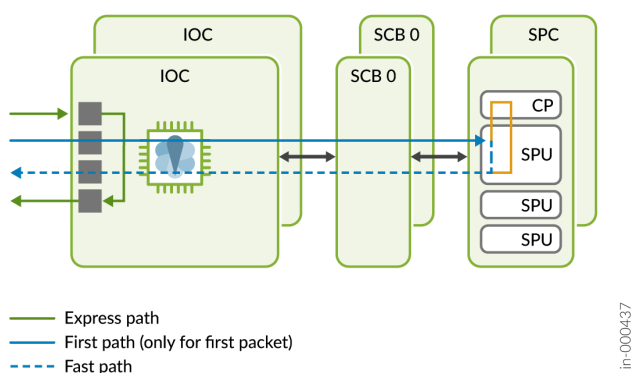 IOC
SCB 0
SPC
IOC
SCB 0
CP
SPU
SPU
SPU
Express path
First path (only for first packet)
Fast path
in-000437